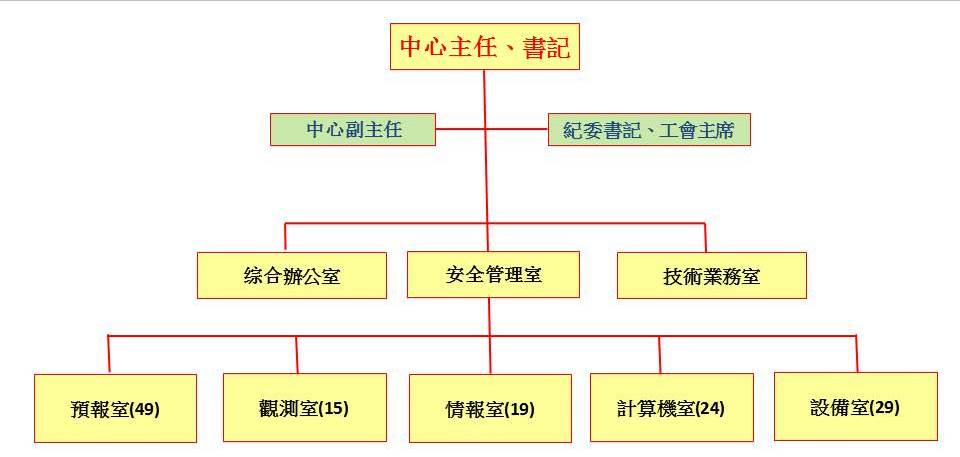 中心主任、書記
中心副主任
紀委書記、工會主席
综合辦公室
安全管理室
技術業務室
預報室(49)
觀測室(15)
情報室(19)
計算機室(24)
設備室(29)